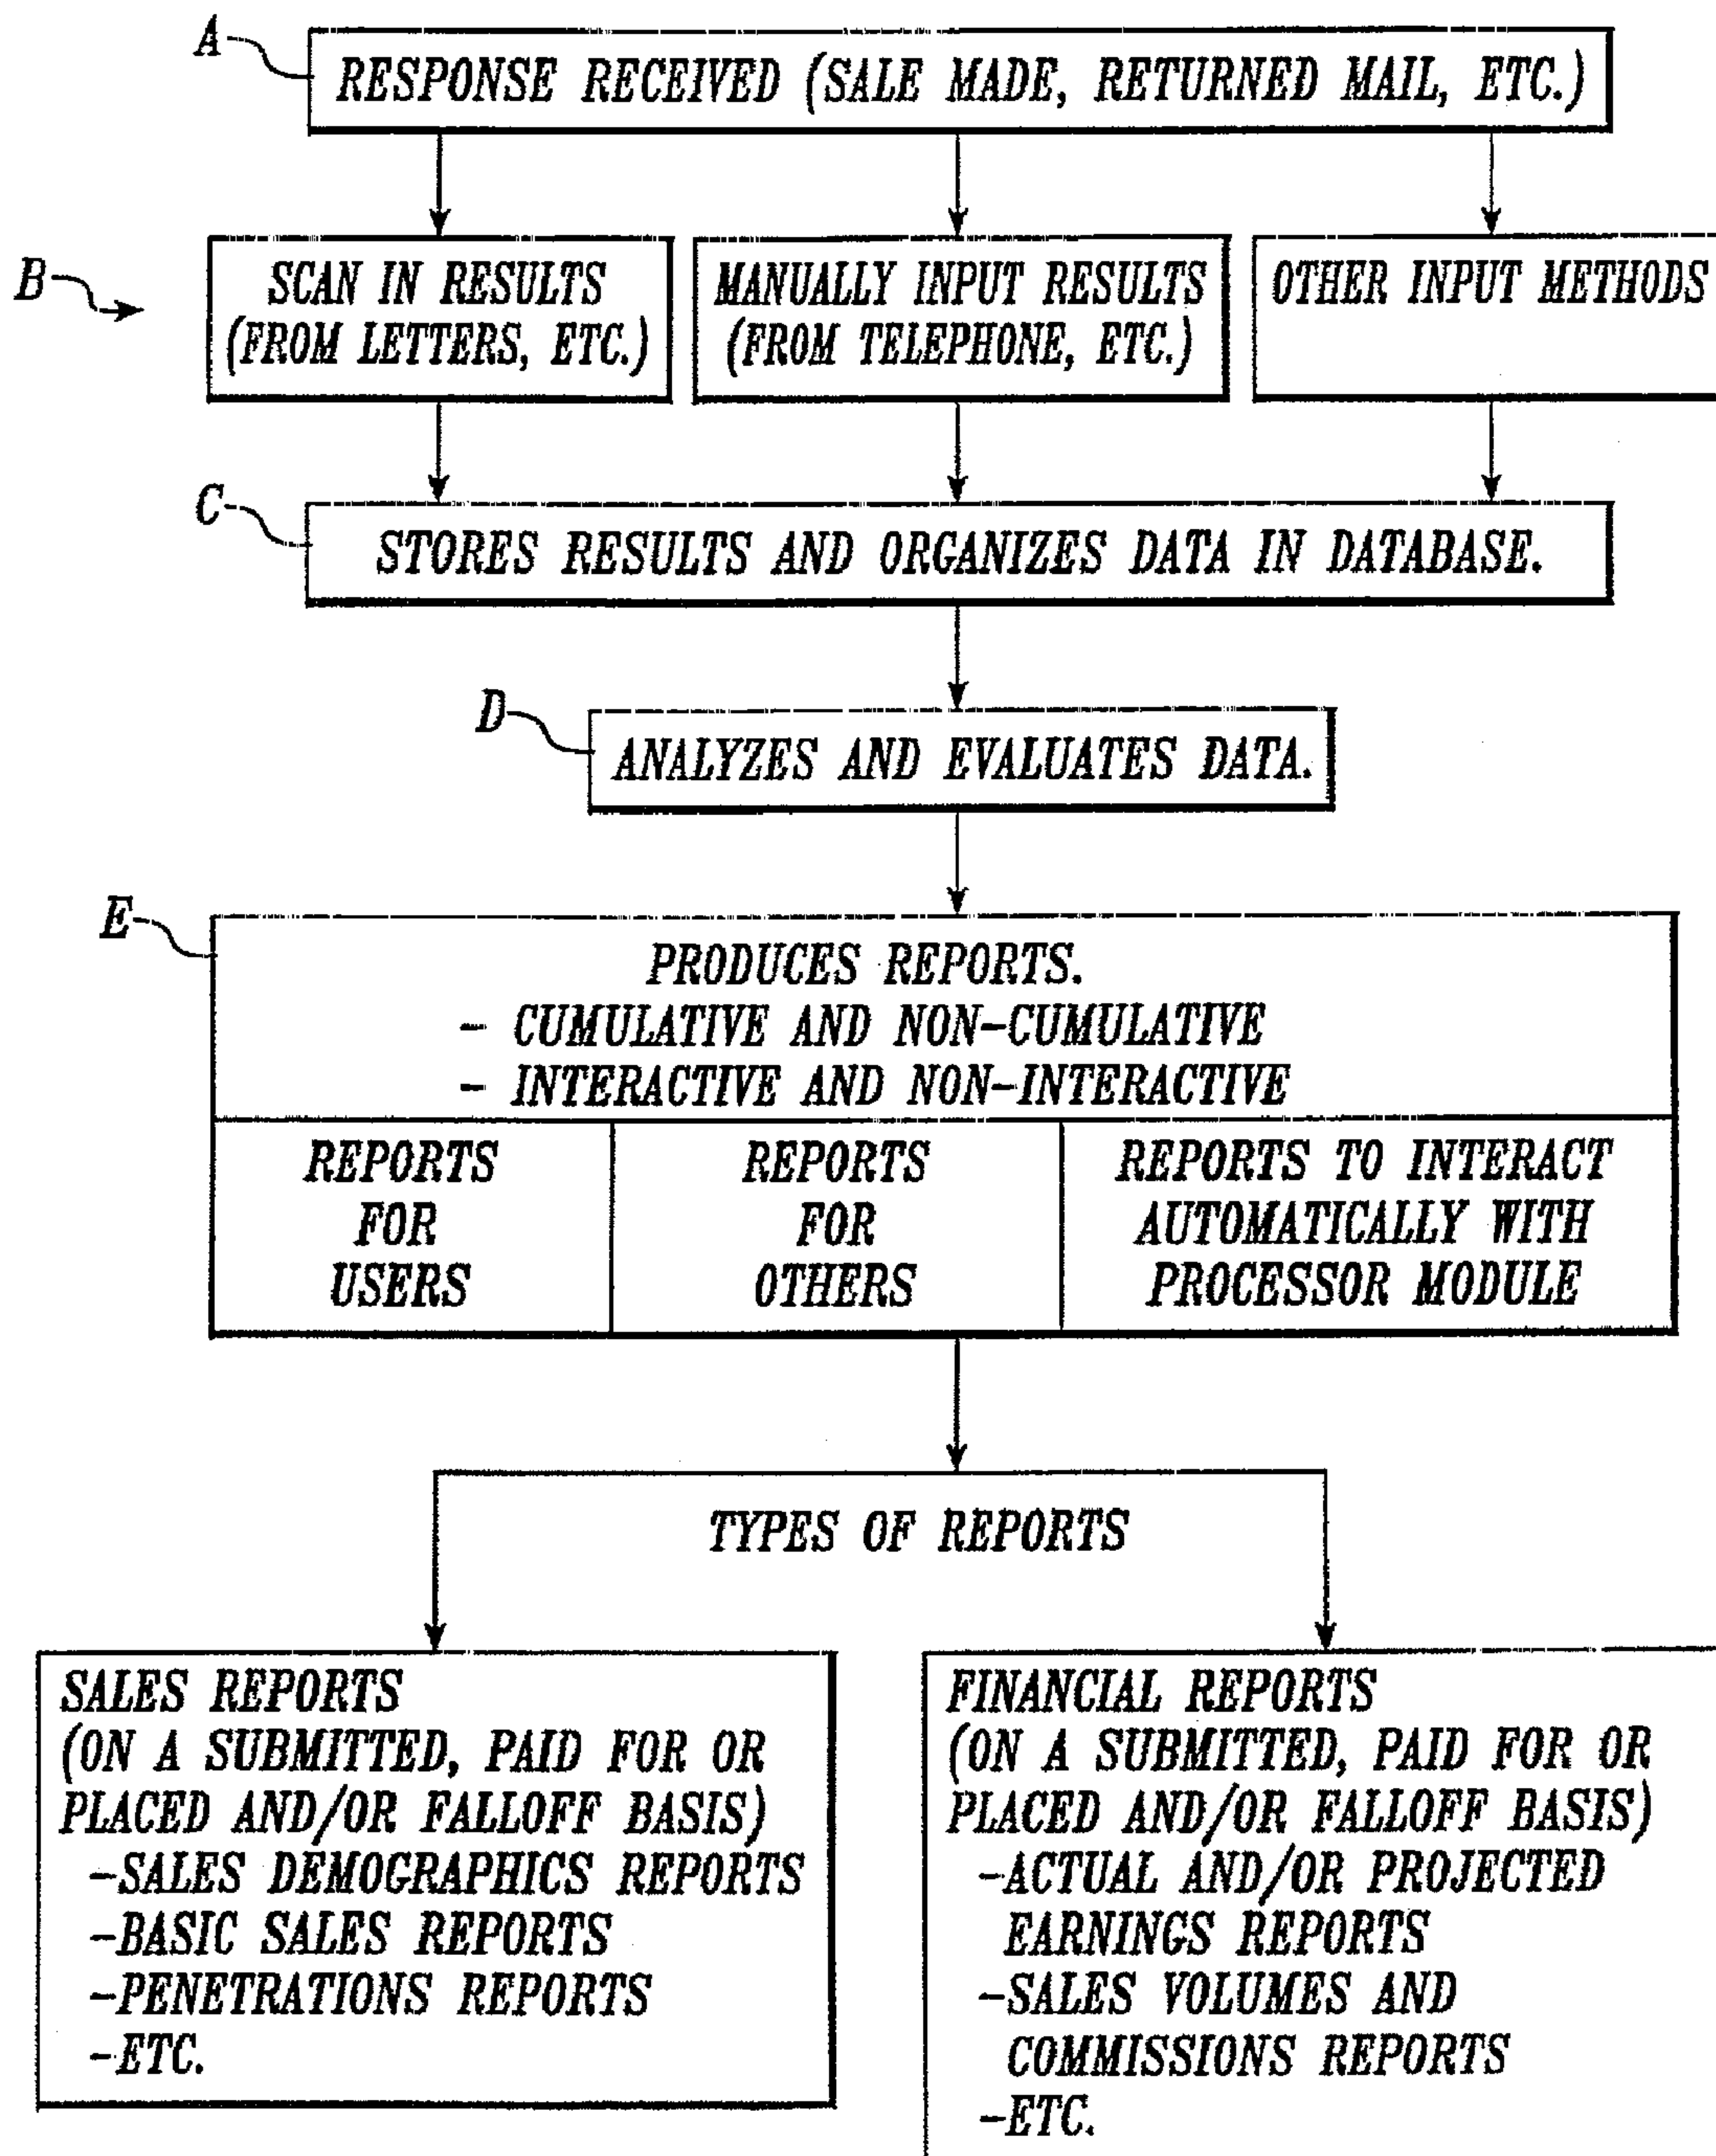 A
RESPONSE RECEIVED (SALE MADE, RETURNED MAIL, ETC.)
B
SCAN IN RESULTS
(FROM LETTERS, ETC.)
MANUALLY INPUT RESULTS
(FROM TELEPHONE, ETC.)
OTHER INPUT METHODS
C
STORES RESULTS AND ORGANIZES DATA IN DATABASE.
D
ANALYZES AND EVALUATES DATA.
E
PRODUCES REPORTS.
- CUMULATIVE AND NON-CUMULATIVE
- INTERACTIVE AND NON-INTERACTIVE
REPORTS
FOR
USERS
REPORTS
FOR
OTHERS
REPORTS TO INTERACT
AUTOMATICALLY WITH
PROCESSOR MODULE
TYPES OF REPORTS
SALES REPORTS
(ON A SUBMITTED, PAID FOR OR
PLACED AND/OR FALLOFF BASIS)
-SALES DEMOGRAPHICS REPORTS
-BASIC SALES REPORTS
-PENETRATIONS REPORTS
-ETC.
FINANCIAL REPORTS
(ON A SUBMITTED, PAID FOR OR
PLACED AND/OR FALLOFF BASIS)
-ACTUAL AND/OR PROJECTED
EARNINGS REPORTS
-SALES VOLUMES AND
COMMISSIONS REPORTS
-ETC.